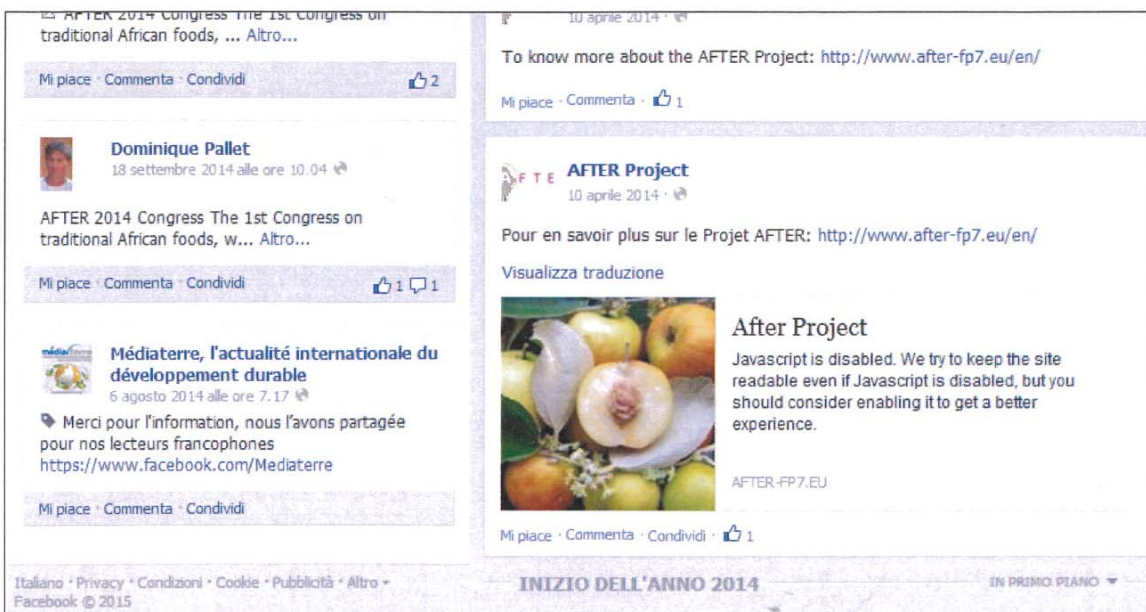 AFTER 2014 Congress The 1st Congress on
traditional African foods, ... Altro...
Mi piace · Commenta · Condividi 2
Dominique Pallet
18 settembre 2014 alle ore 10.04
AFTER 2014 Congress The 1st Congress on
traditional African foods, w... Altro...
Mi piace · Commenta · Condividi 1 1
Médiaterre, l'actualité internationale du
développement durable
6 agosto 2014 alle ore 7.17
Merci pour l'information, nous l'avons partagée
pour nos lecteurs francophones
https://www.facebook.com/Mediaterre
Mi piace · Commenta · Condividi
Italiano · Privacy · Condizioni · Cookie · Pubblicità · Altro
Facebook © 2015
10 aprile 2014 ·
To know more about the AFTER Project: http://www.after-fp7.eu/en/
Mi piace · Commenta · 1
F T E
AFTER Project
10 aprile 2014 ·
Pour en savoir plus sur le Projet AFTER: http://www.after-fp7.eu/en/
Visualizza traduzione
After Project
Javascript is disabled. We try to keep the site
readable even if Javascript is disabled, but you
should consider enabling it to get a better
experience.
AFTER-FP7.EU
Mi piace · Commenta · Condividi · 1
INIZIO DELL'ANNO 2014
IN PRIMO PIANO